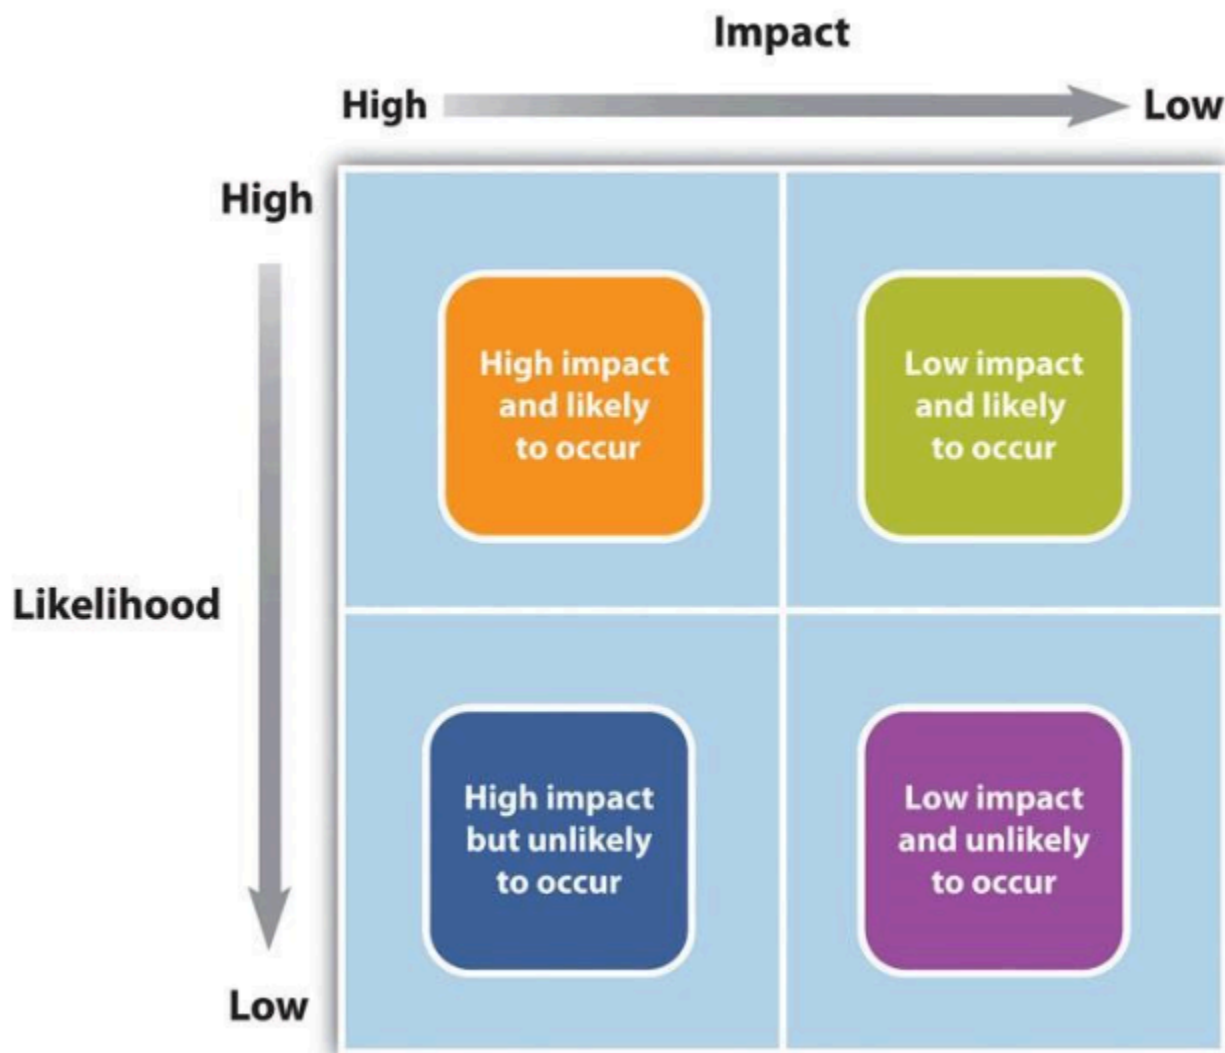 Impact
High
Low
High
High impact
and likely
to occur
Low impact
and likely
to occur
Likelihood
High impact
but unlikely
to occur
Low impact
and unlikely
to occur
Low